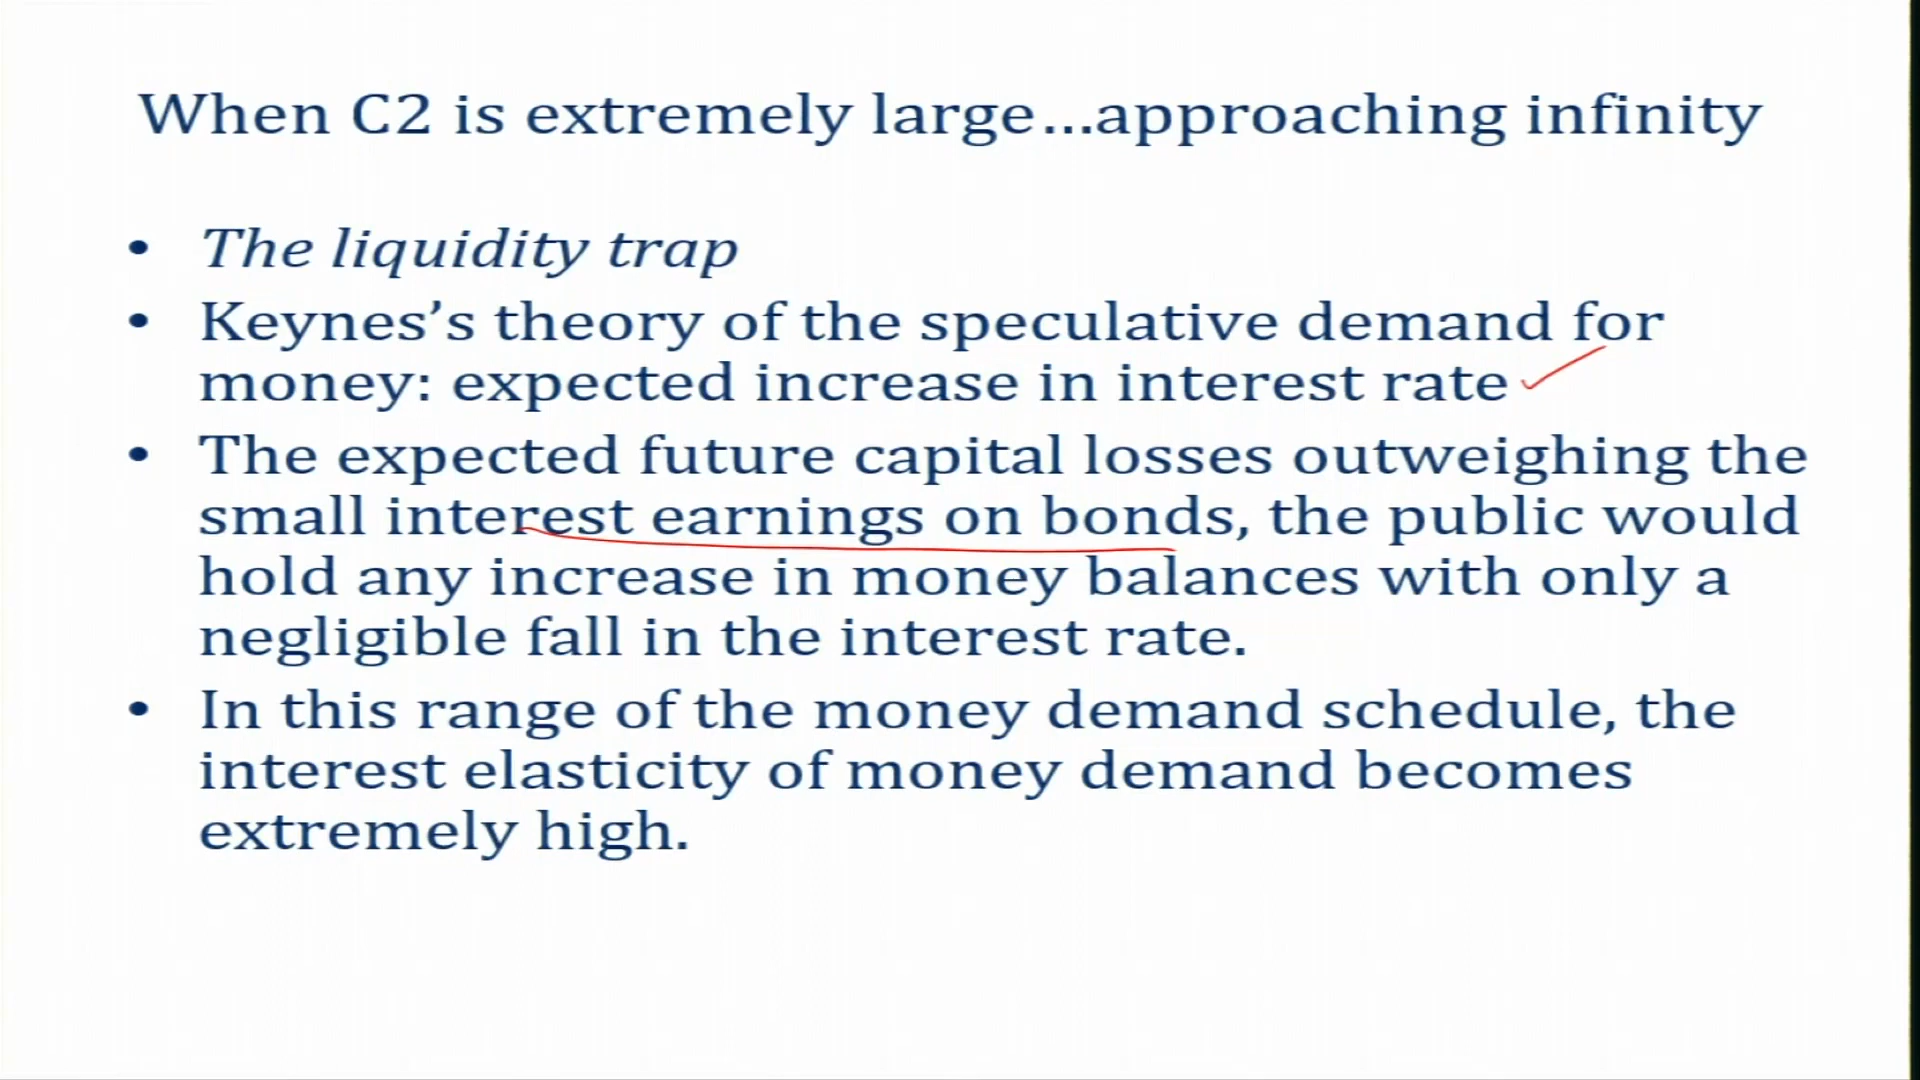 When C2 is extremely large...approaching infinity
• The liquidity trap
• Keynes’s theory of the speculative demand for
money: expected increase in interest rate
• The expected future capital losses outweighing the
small interest earnings on bonds, the public would
hold any increase in money balances with only a
negligible fall in the interest rate.
• In this range of the money demand schedule, the
interest elasticity of money demand becomes
extremely high.